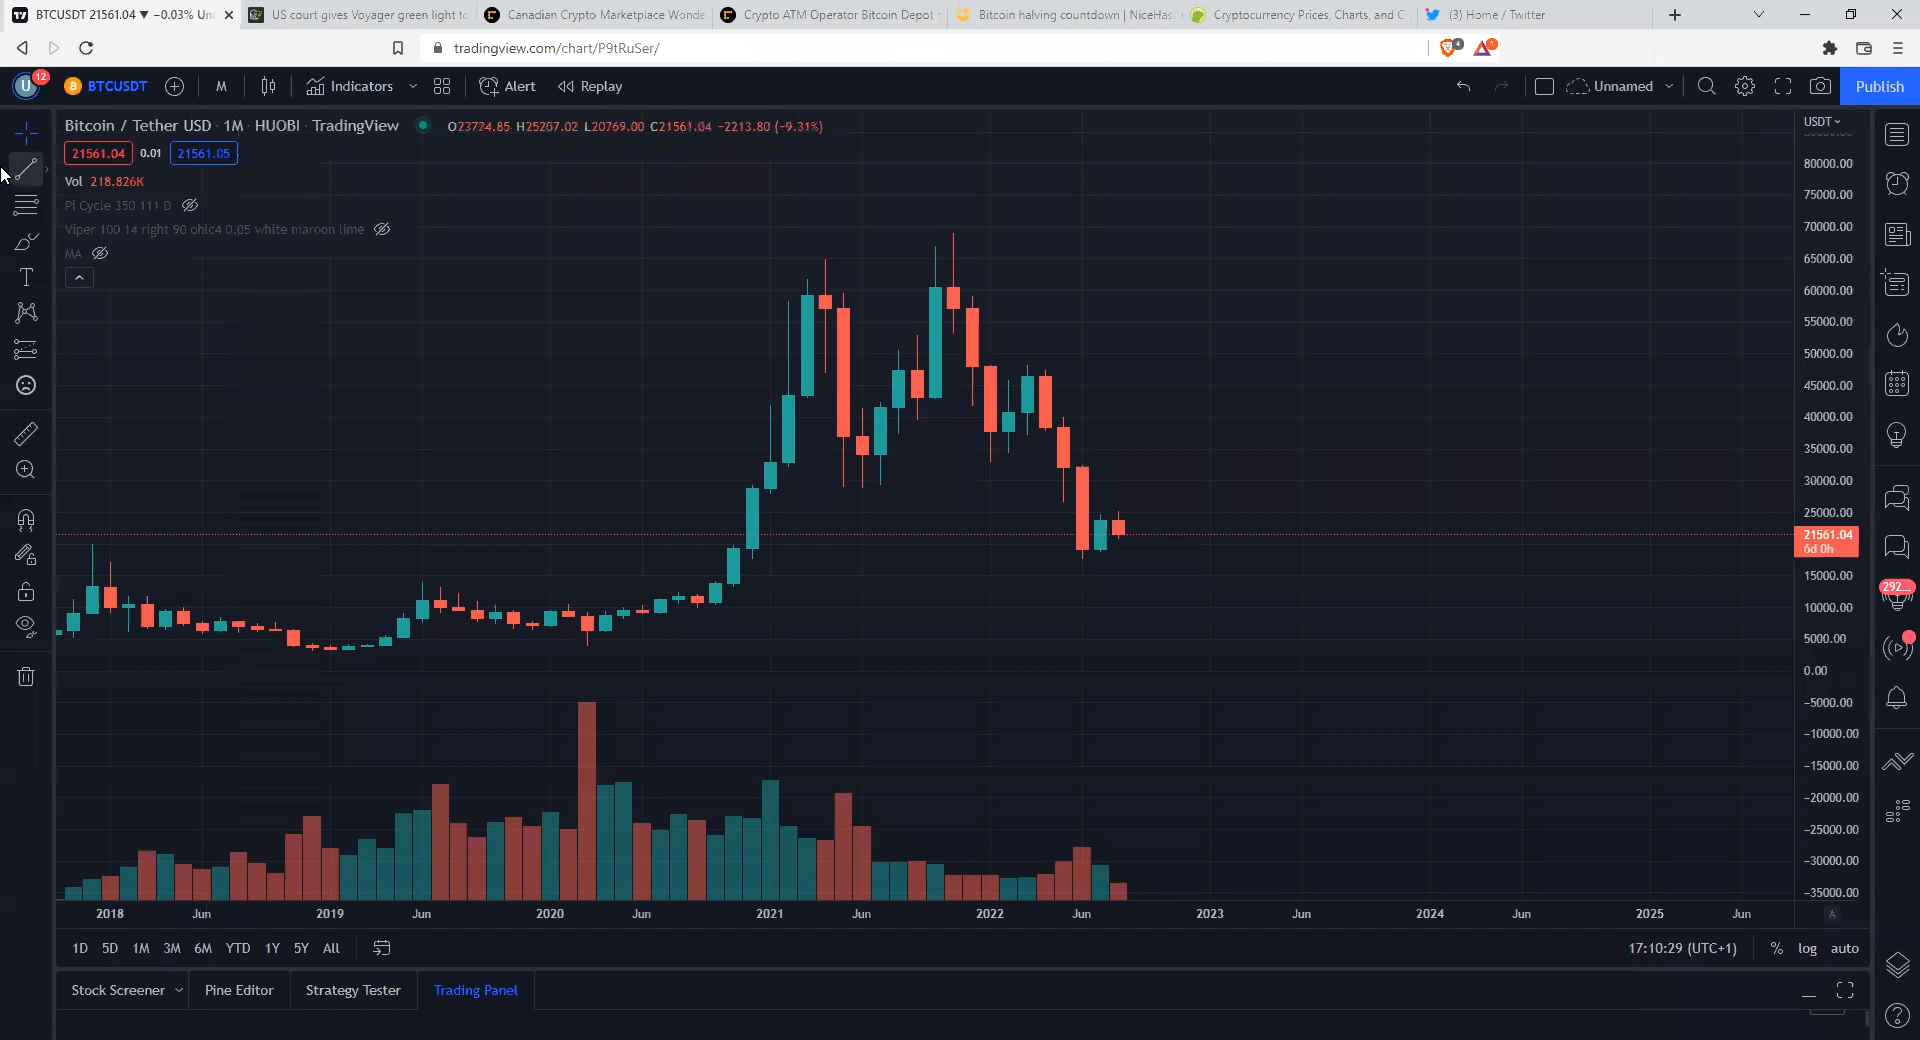 BTCUSDT 21561.04 ▼ −0.03% Un
US court gives Voyager green light to
Canadian Crypto Marketplace Wonde
Crypto ATM Operator Bitcoin Depot
Bitcoin halving countdown | NiceHas
Cryptocurrency Prices, Charts, and C
(3) Home / Twitter
tradingview.com/chart/P9tRuSer/
4
1
U
12
BTCUSDT
M
Indicators
Alert
Replay
Unnamed
Publish
Bitcoin / Tether USD · 1M · HUOBI · TradingView
O23774.85 H25207.02 L20769.00 C21561.04 −2213.80 (−9.31%)
USDT
21561.04
0.01
21561.05
Vol 218.826K
Pi Cycle 350 111 D
Viper 100 14 right 90 ohlc4 0.05 white maroon lime
MA
80000.00
75000.00
70000.00
65000.00
60000.00
55000.00
50000.00
45000.00
40000.00
35000.00
30000.00
25000.00
21561.04
6d 0h
15000.00
10000.00
5000.00
0.00
−5000.00
−10000.00
−15000.00
−20000.00
−25000.00
−30000.00
−35000.00
292
2018 Jun 2019 Jun 2020 Jun 2021 Jun 2022 Jun 2023 Jun 2024 Jun 2025 Jun
A
1D 5D 1M 3M 6M YTD 1Y 5Y All
17:10:29 (UTC+1)
% log auto
Stock Screener
Pine Editor
Strategy Tester
Trading Panel